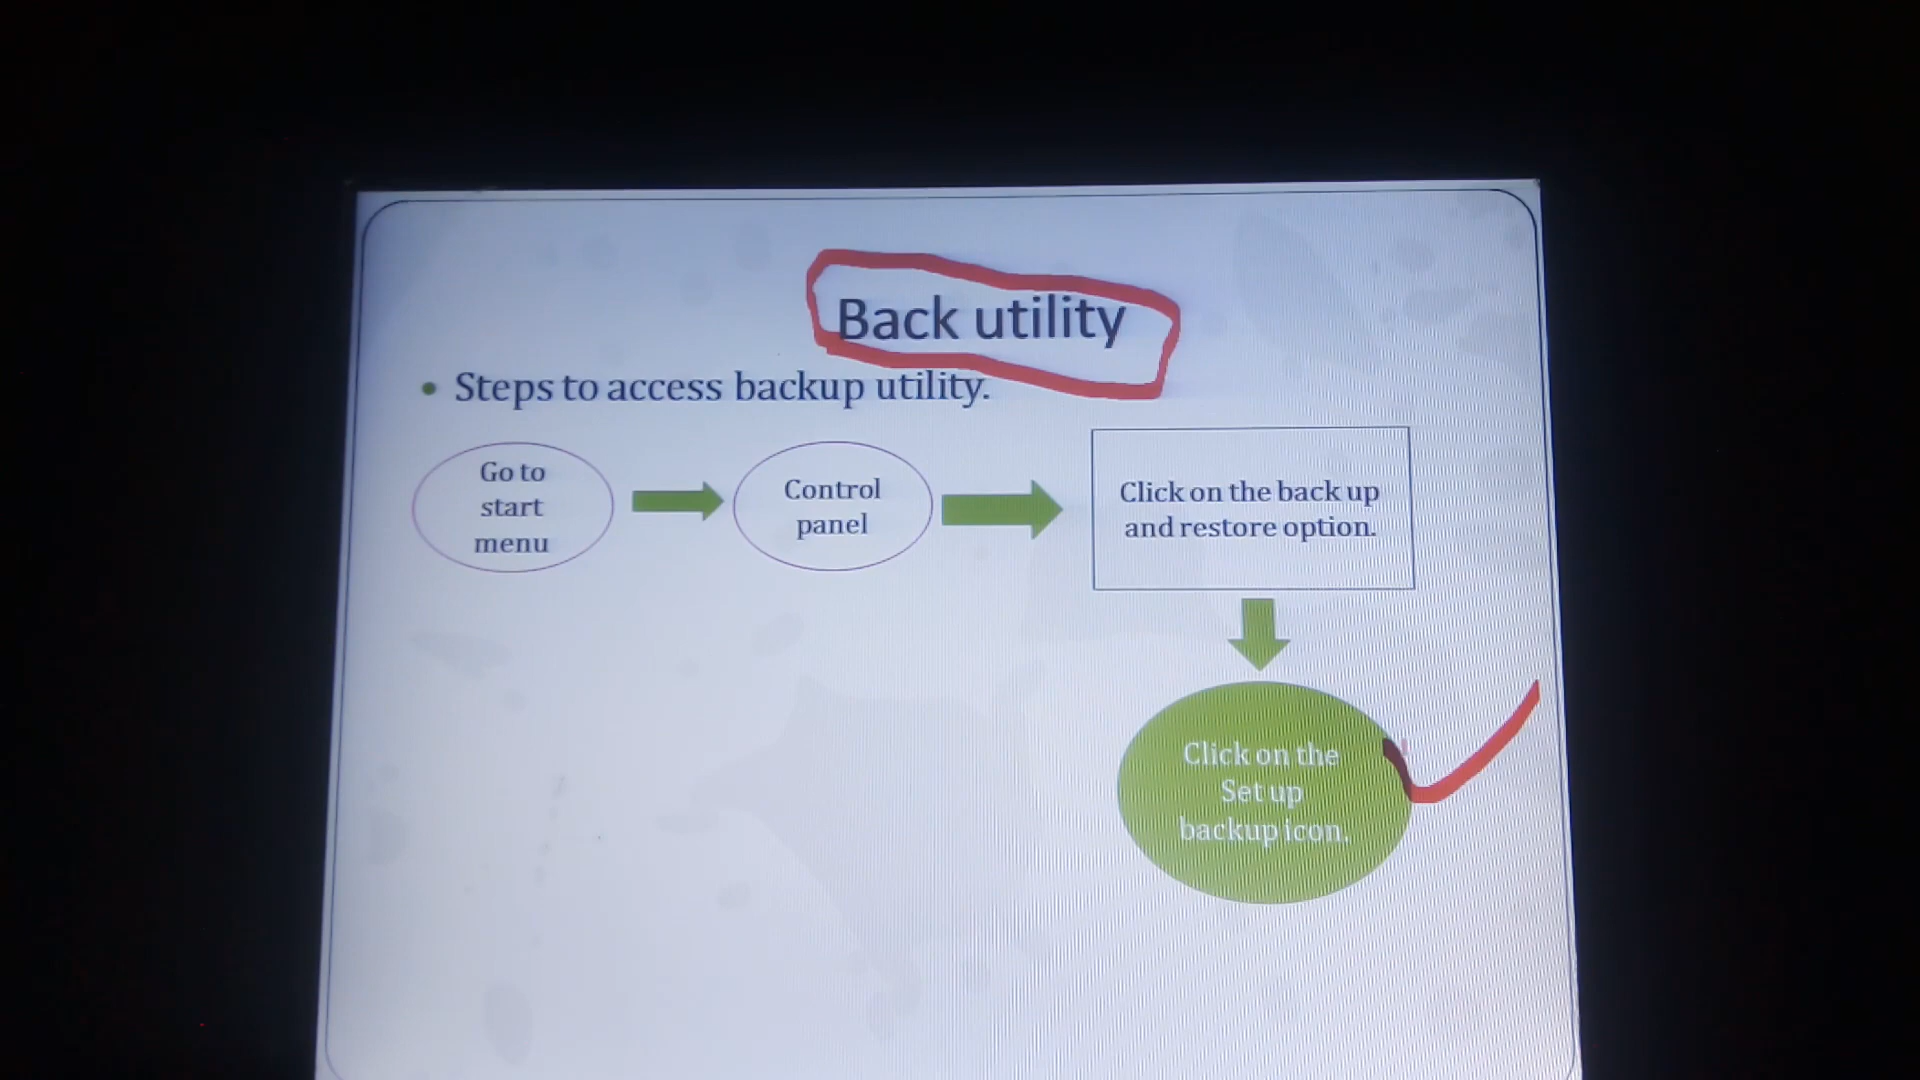 Back utility
Steps to access backup utility.
Go to
start
menu
Control
panel
Click on the back up
and restore option.
Click on the
Set up
backup icon.